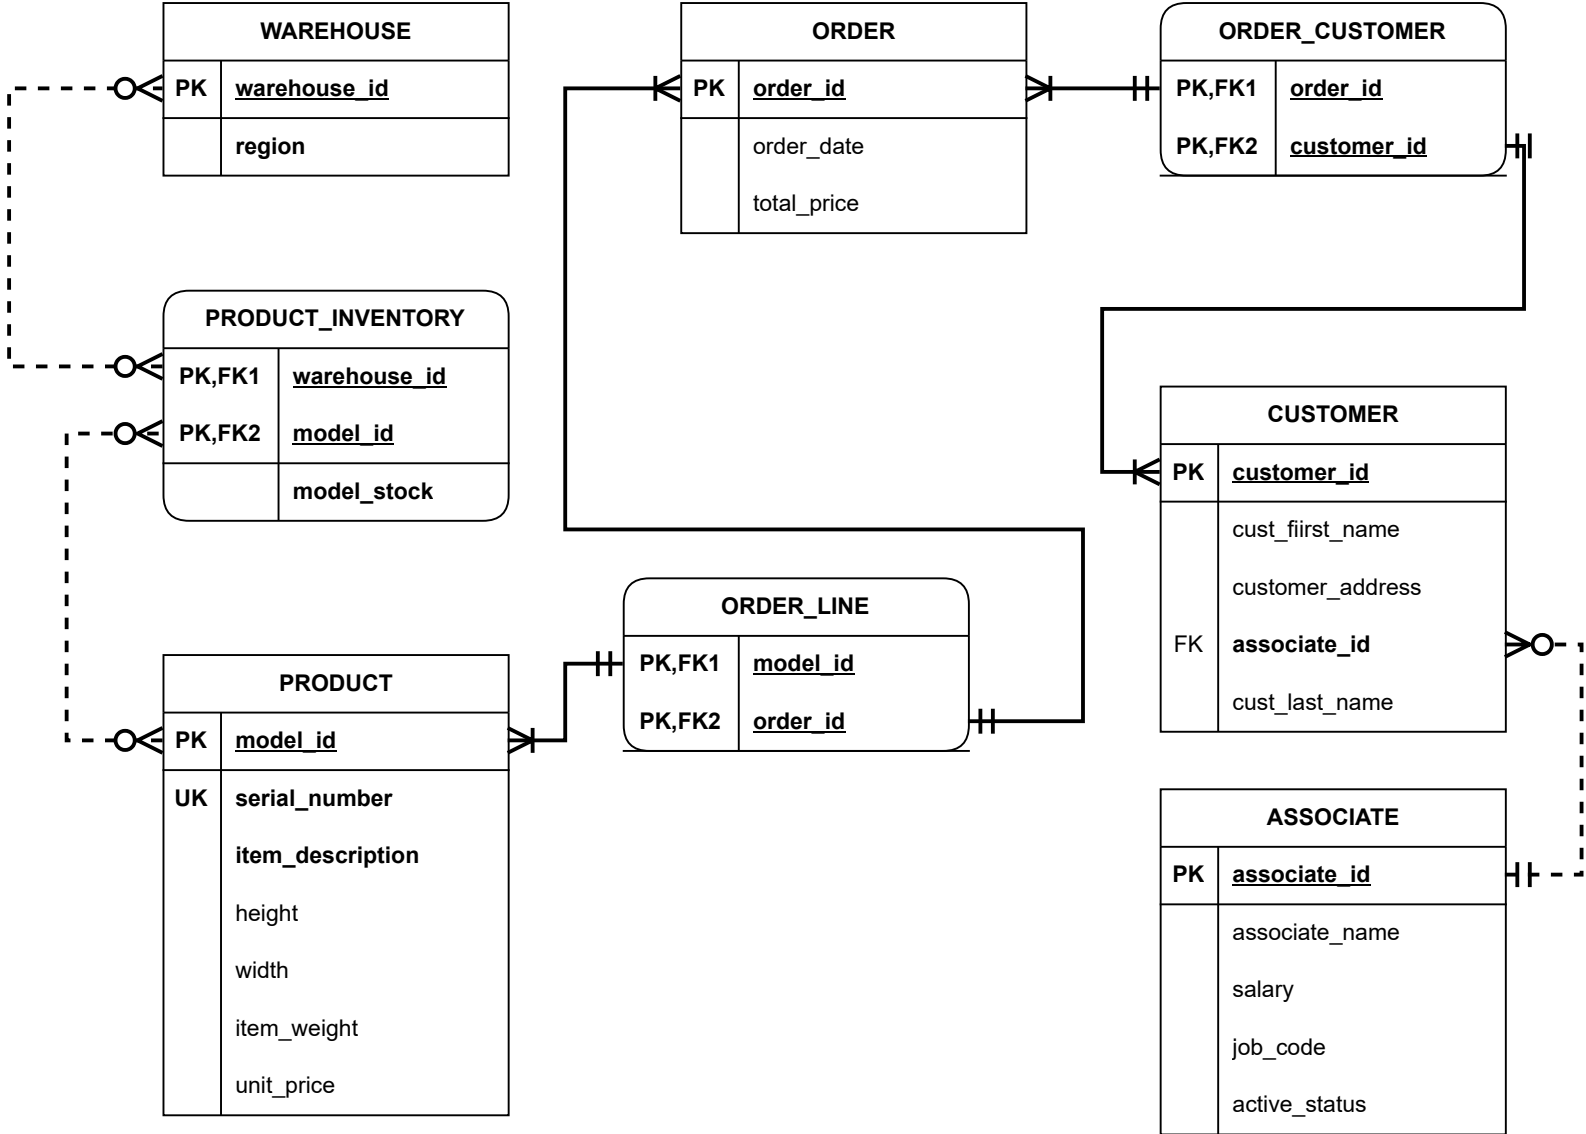 WAREHOUSE
PK warehouse_id
region
ORDER
PK order_id
order_date
total_price
ORDER_CUSTOMER
PK,FK1 order_id
PK,FK2 customer_id
PRODUCT_INVENTORY
PK,FK1 warehouse_id
PK,FK2 model_id
model_stock
CUSTOMER
PK customer_id
cust_fiirst_name
customer_address
FK associate_id
cust_last_name
ORDER_LINE
PK,FK1 model_id
PK,FK2 order_id
PRODUCT
PK model_id
UK serial_number
item_description
height
width
item_weight
unit_price
ASSOCIATE
PK associate_id
associate_name
salary
job_code
active_status